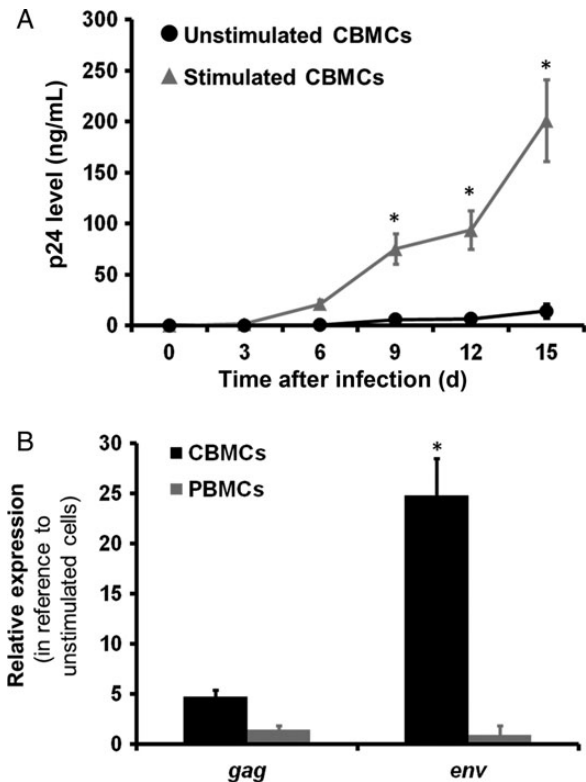 A
Unstimulated CBMCs
Stimulated CBMCs
p24 level (ng/mL)
300
250
200
150
100
50
0
*
*
*
0 3 6 9 12 15
Time after infection (d)
B
CBMCs
PBMCs
Relative expression
(in reference to
unstimulated cells)
30
25
20
15
10
5
0
*
gag env